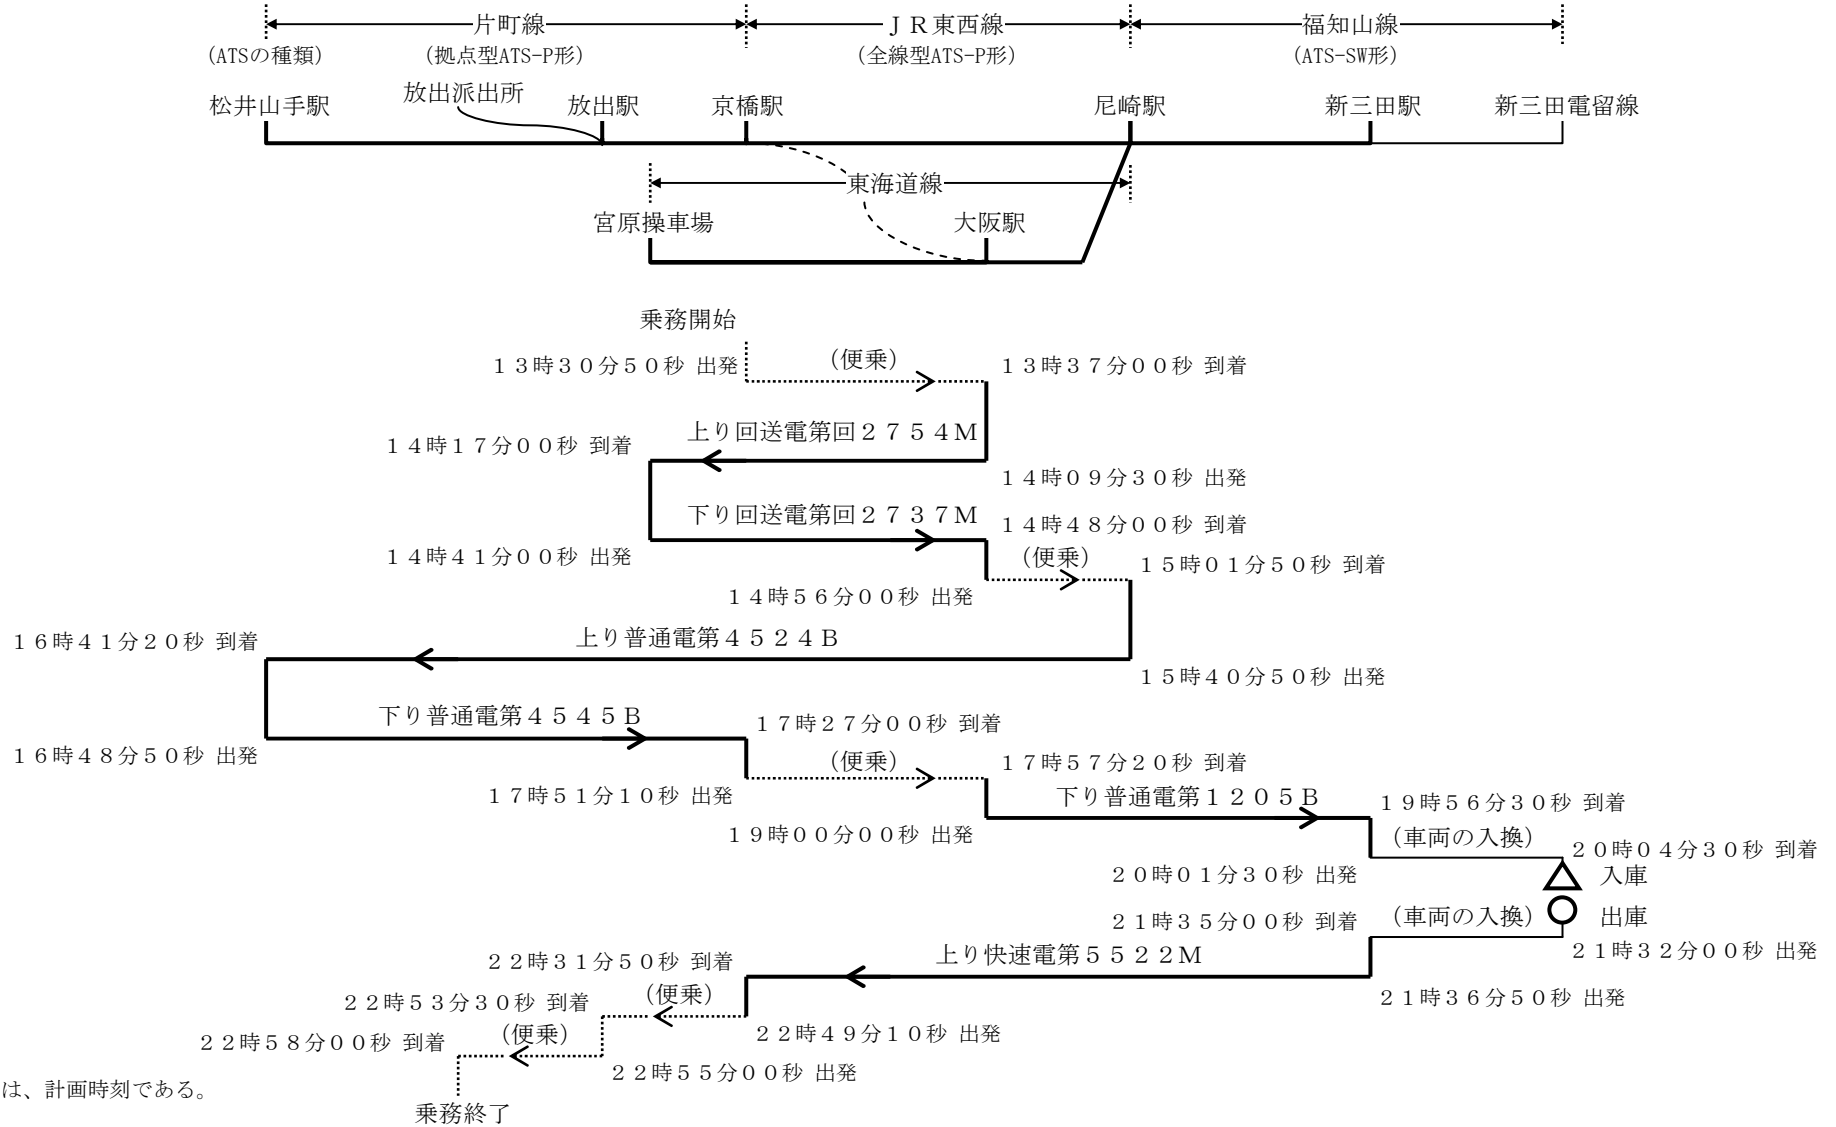 片町線 ＪＲ東西線 福知山線
(ATSの種類) (拠点型ATS-P形) (全線型ATS-P形) (ATS-SW形)
松井山手駅 放出派出所 放出駅 京橋駅 尼崎駅 新三田駅 新三田電留線
東海道線
宮原操車場 大阪駅
乗務開始
１３時３０分５０秒 出発 (便乗) １３時３７分００秒 到着
上り回送電第回２７５４Ｍ
１４時１７分００秒 到着
１４時０９分３０秒 出発
下り回送電第回２７３７Ｍ
１４時４８分００秒 到着
１４時４１分００秒 出発 (便乗) １５時０１分５０秒 到着
１４時５６分００秒 出発
１６時４１分２０秒 到着 上り普通電第４５２４Ｂ
１５時４０分５０秒 出発
下り普通電第４５４５Ｂ １７時２７分００秒 到着
１６時４８分５０秒 出発 (便乗) １７時５７分２０秒 到着
１７時５１分１０秒 出発 下り普通電第１２０５Ｂ １９時５６分３０秒 到着
１９時００分００秒 出発 (車両の入換) ２０時０４分３０秒 到着
２０時０１分３０秒 出発 入庫
２１時３５分００秒 到着 (車両の入換) 出庫
上り快速電第５５２２Ｍ ２１時３２分００秒 出発
２２時３１分５０秒 到着
２２時５３分３０秒 到着 (便乗) ２１時３６分５０秒 出発
２２時５８分００秒 到着 (便乗) ２２時４９分１０秒 出発
２２時５５分００秒 出発
は、計画時刻である。
乗務終了